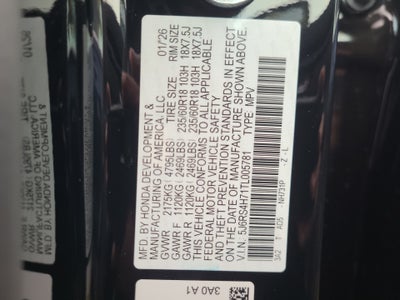 MFD. BY HONDA DEVELOPMENT &
MANUFACTURING OF AMERICA, LLC 01/26
GVWR 2175KG( 4795LBS) TIRE SIZE RIM SIZE
GAWR F 1120KG( 2469LBS) 235/60R18 103H 18X7.5J
GAWR R 1120KG( 2469LBS) 235/60R18 103H 18X7.5J
THIS VEHICLE CONFORMS TO ALL APPLICABLE
FEDERAL MOTOR VEHICLE SAFETY, BUMPER,
AND THEFT PREVENTION STANDARDS IN EFFECT
ON THE DATE OF MANUFACTURE SHOWN ABOVE.
V.I.N. 5J6RS4H71TL005781 TYPE MPV
3A0 A1